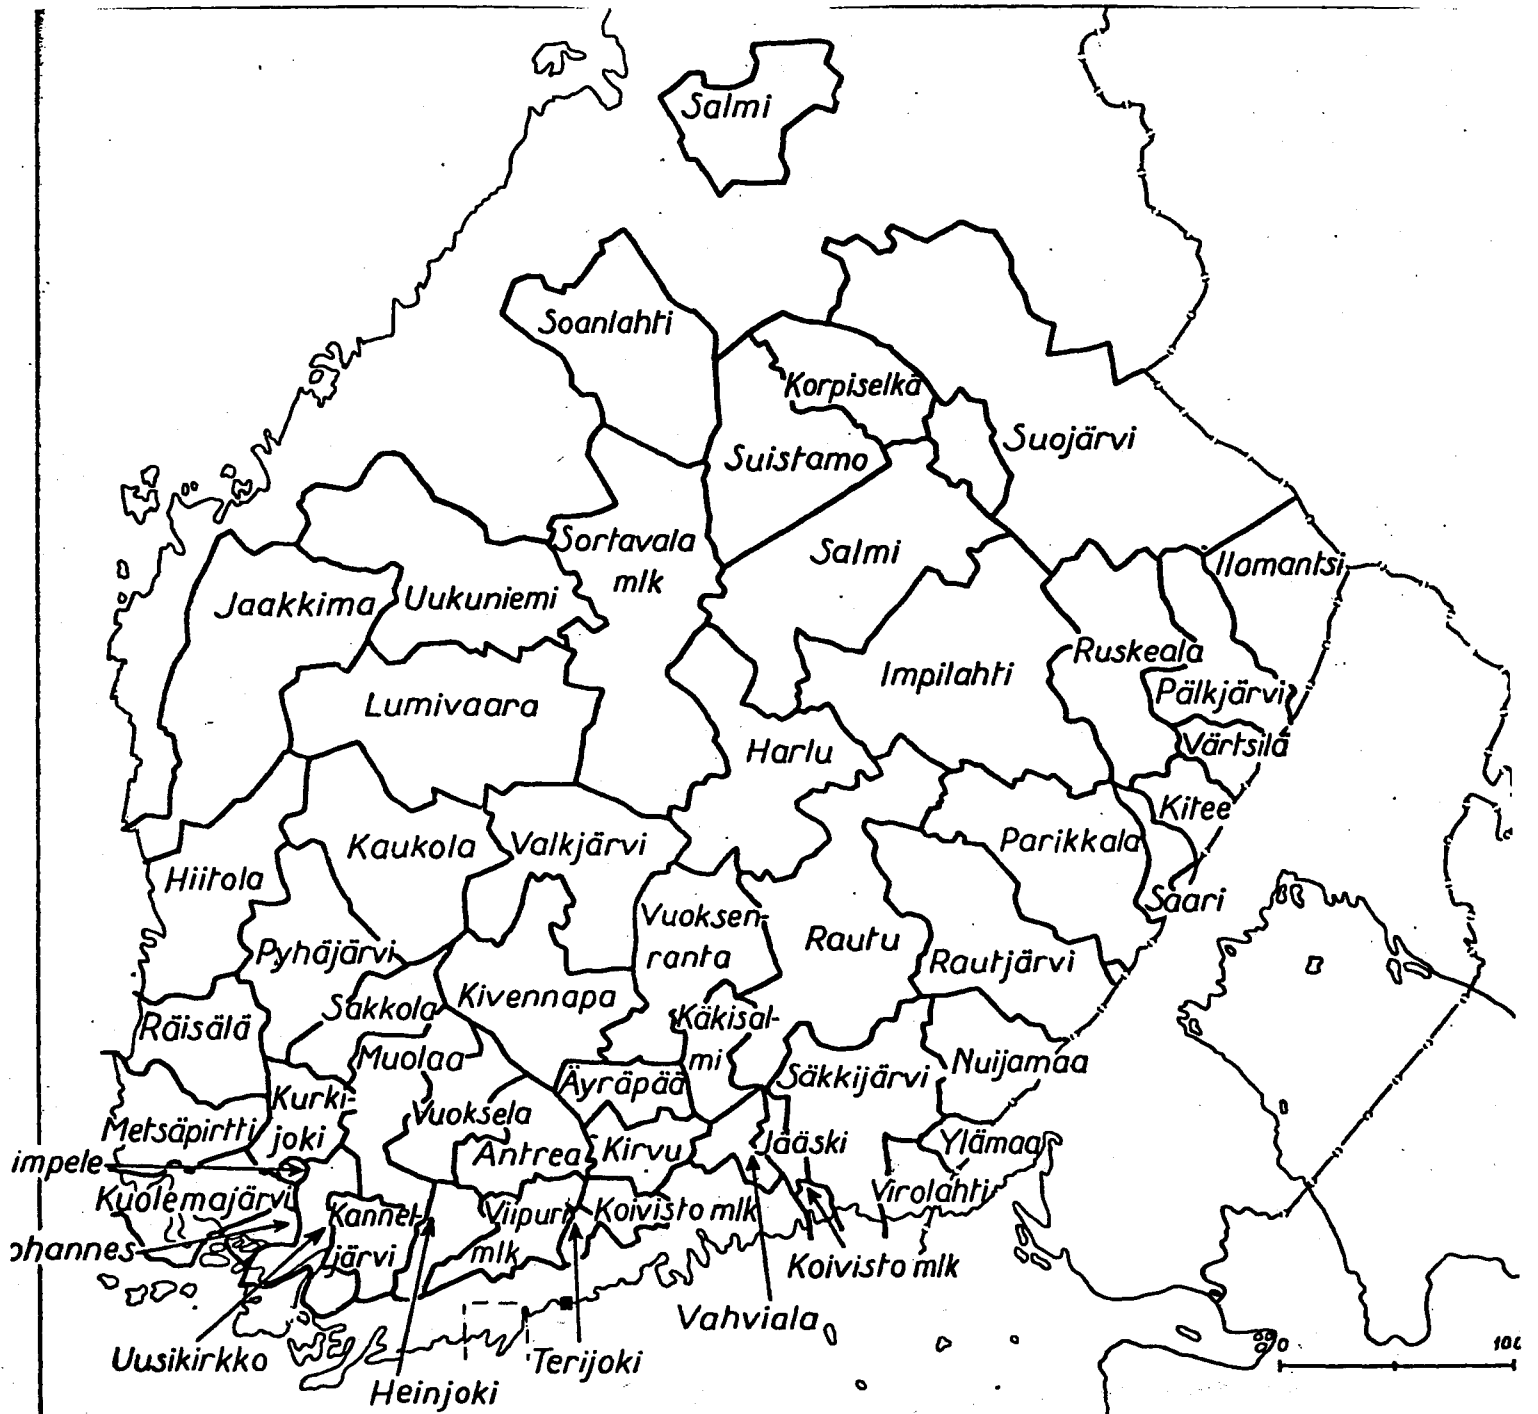 Salmi
Soanlahti
Korpiselkä
Suojärvi
Suistamo
Sortavala
mlk
Salmi
Ilomantsi
Jaakkima
Uukuniemi
Ruskeala
Impilahti
Pälkjärvi
Lumivaara
Harlu
Värtsilä
Kitee
Kaukola
Valkjärvi
Parikkala
Hiitola
Saari
Vuoksen-
ranta
Rautu
Rautjärvi
Pyhäjärvi
Sakkola
Kivennapa
Käkisal-
mi
Räisälä
Muolaa
Äyräpää
Säkkijärvi
Nuijamaa
Kurki-
joki
Vuoksela
Metsäpirtti
Antrea
Kirvu
Jääski
Ylämaa
impele
Kuolemajärvi
Kannel-
järvi
Viipuri
mlk
Koivisto mlk
Virolahti
ohannes
Koivisto mlk
Vahviala
Uusikirkko
Heinjoki
Terijoki
0 100